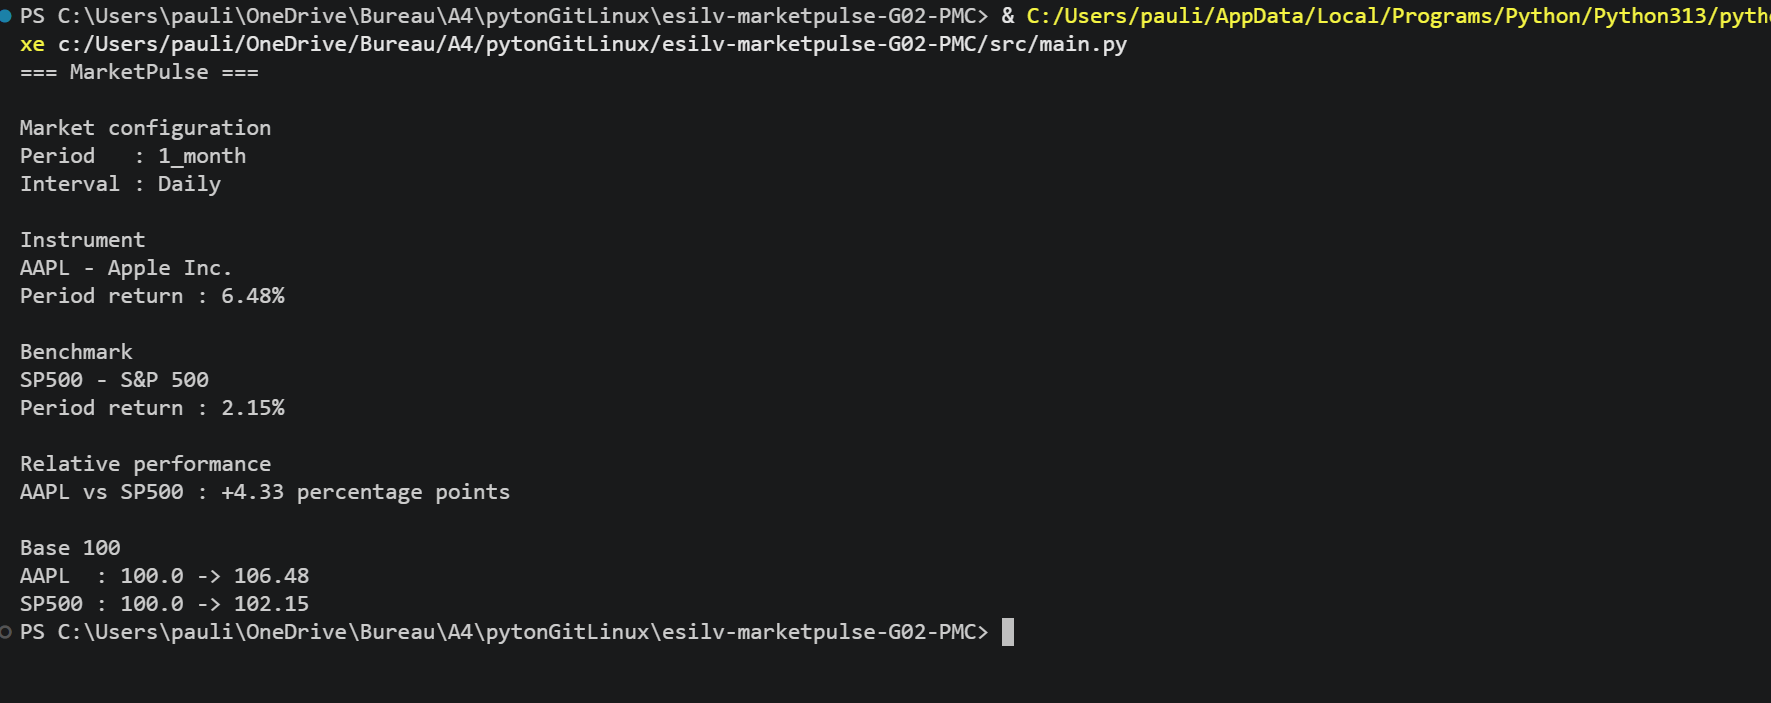 PS C:\Users\pauli\OneDrive\Bureau\A4\pytonGitLinux\esilv-marketpulse-G02-PMC> & C:/Users/pauli/AppData/Local/Programs/Python/Python313/pytho
xe c:/Users/pauli/OneDrive/Bureau/A4/pytonGitLinux/esilv-marketpulse-G02-PMC/src/main.py
=== MarketPulse ===
Market configuration
Period   : 1_month
Interval : Daily
Instrument
AAPL - Apple Inc.
Period return : 6.48%
Benchmark
SP500 - S&P 500
Period return : 2.15%
Relative performance
AAPL vs SP500 : +4.33 percentage points
Base 100
AAPL  : 100.0 -> 106.48
SP500 : 100.0 -> 102.15
PS C:\Users\pauli\OneDrive\Bureau\A4\pytonGitLinux\esilv-marketpulse-G02-PMC>